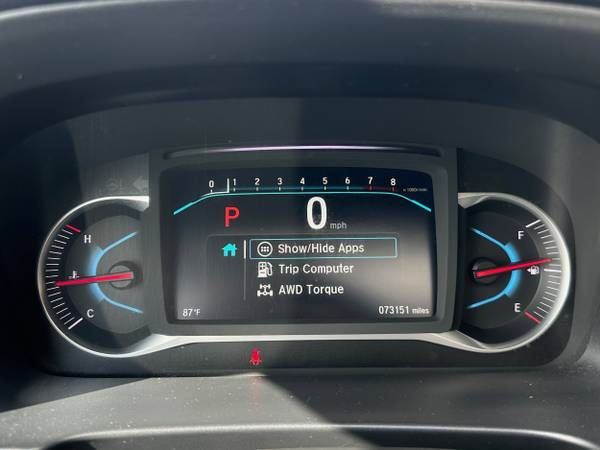 0 1 2 3 4 5 6 7 8 x 1000r/min
P 0 mph
H
F
Show/Hide Apps
Trip Computer
AWD Torque
C
E
87°F
073151 miles